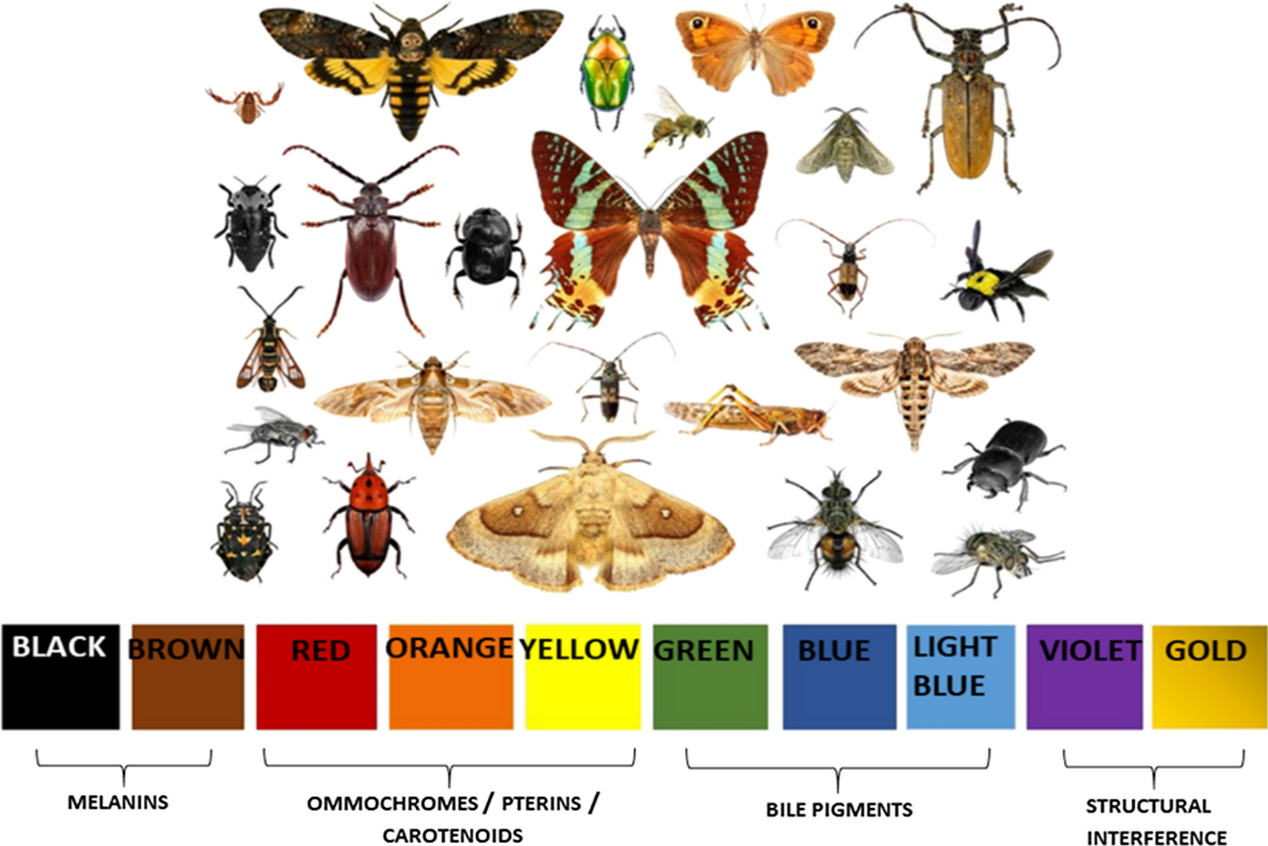 BLACK
BROWN
RED
ORANGE
YELLOW
GREEN
BLUE
LIGHT
BLUE
VIOLET
GOLD
MELANINS
OMMOCHROMES / PTERINS /
CAROTENOIDS
BILE PIGMENTS
STRUCTURAL
INTERFERENCE